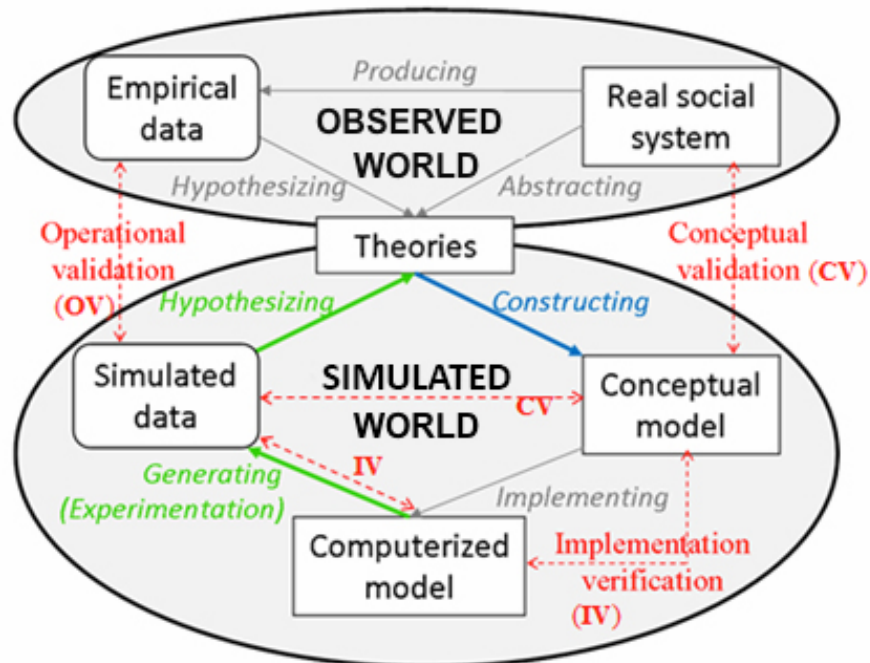 Producing
Empirical
data
Real social
system
OBSERVED
WORLD
Hypothesizing
Abstracting
Operational
validation
(OV)
Theories
Conceptual
validation (CV)
Hypothesizing
Constructing
Simulated
data
SIMULATED
WORLD
CV
Conceptual
model
IV
Generating
(Experimentation)
Implementing
Computerized
model
Implementation
verification
(IV)